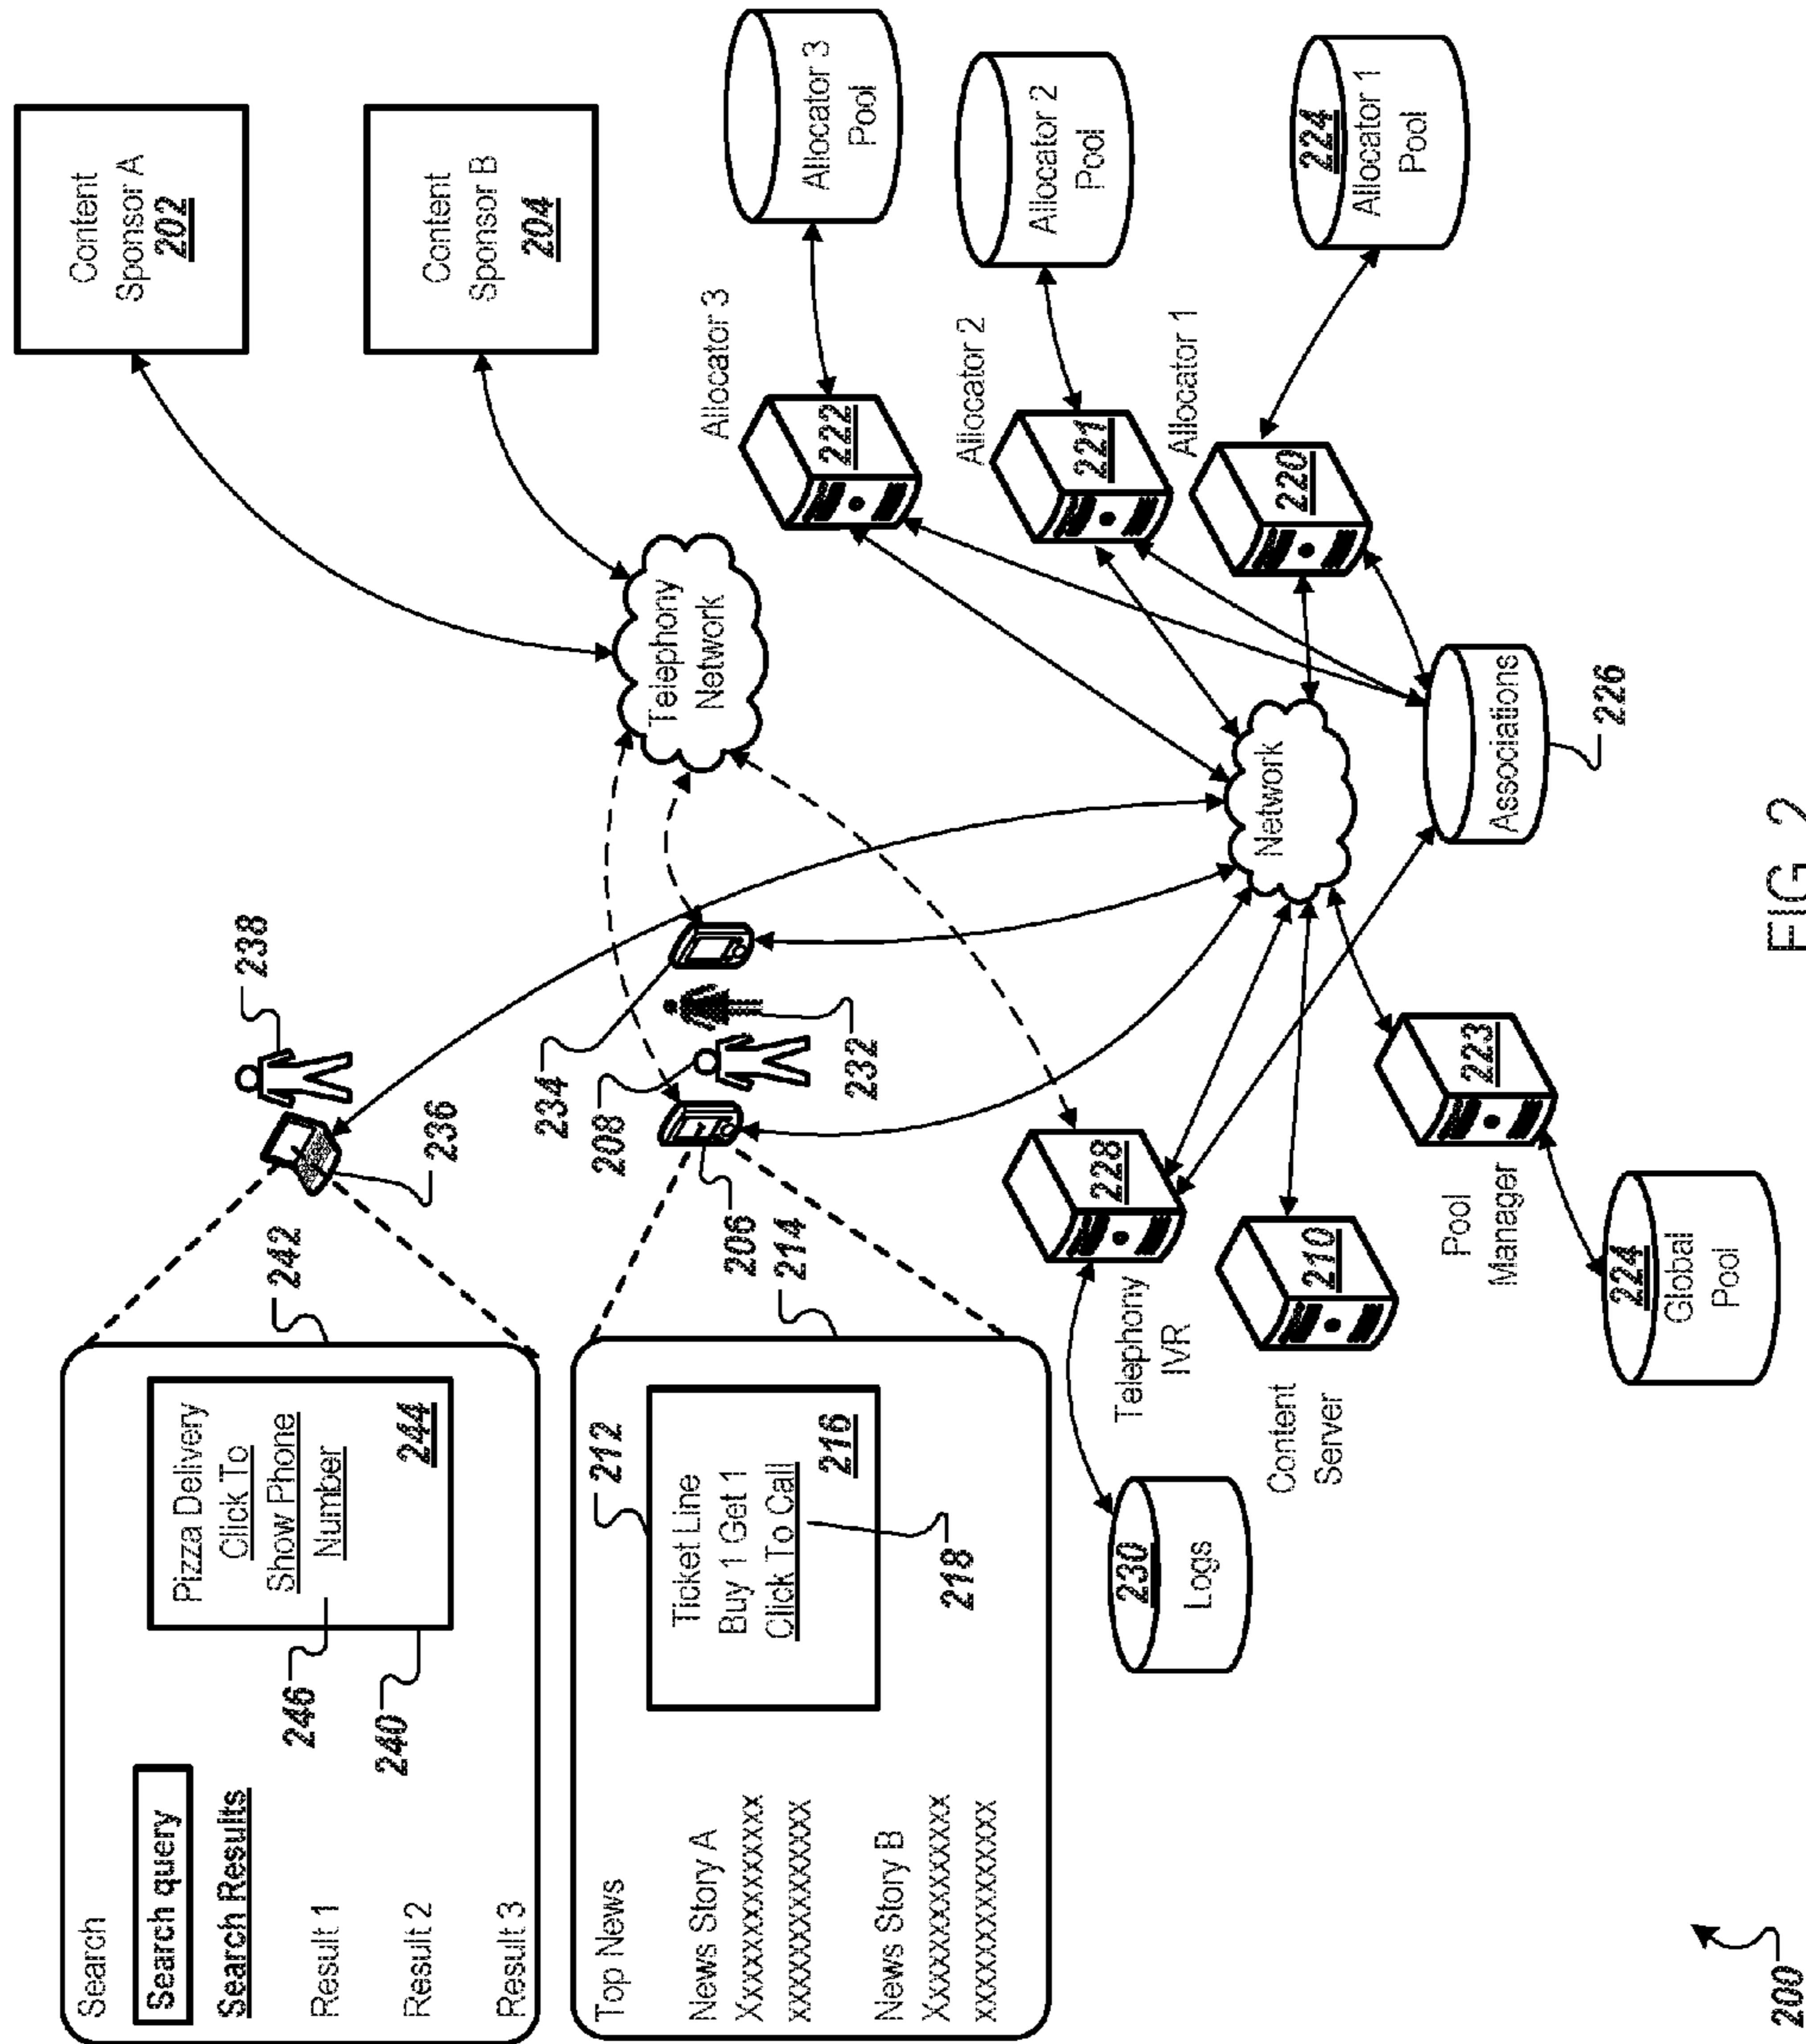 Search
Search query
Search Results
Result 1
Result 2
Result 3
Pizza Delivery
Click To
Show Phone
Number
244
246
240
242
236
238
Content
Sponsor A
202
Top News
News Story A
Xxxxxxxxxxxxx
xxxxxxxxxxxxx
News Story B
Xxxxxxxxxxxxx
xxxxxxxxxxxxx
212
Ticket Line
Buy 1 Get 1
Click To Call
216
218
214
206
208
234
232
Telephony
Network
Content
Sponsor B
204
230
Logs
Telephony
IVR
228
Content
Server
210
Pool
Manager
223
224
Global
Pool
Network
Associations
226
Allocator 3
222
Allocator 3
Pool
Allocator 2
221
Allocator 2
Pool
Allocator 1
220
224
Allocator 1
Pool
200
FIG. 2